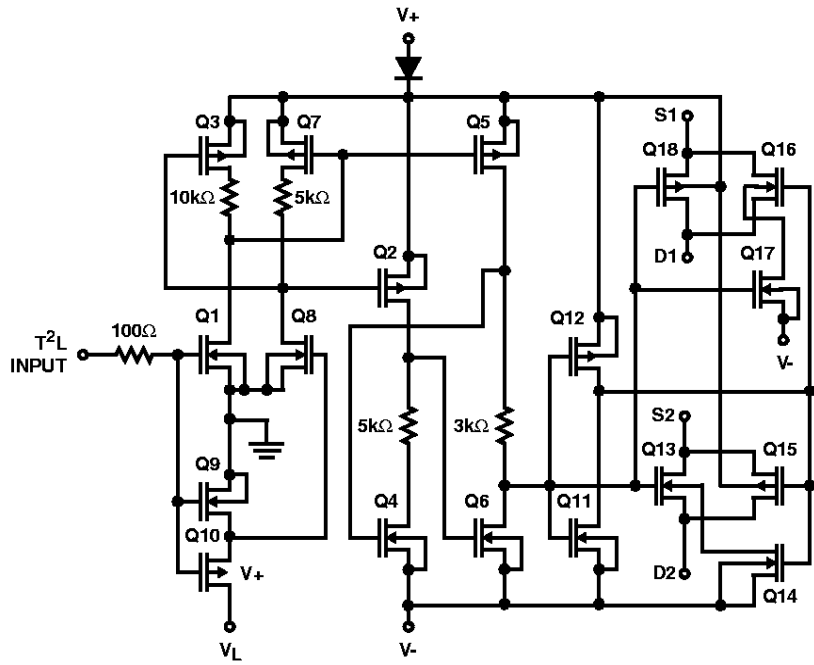 V+
S1
Q3
Q7
Q5
Q18
Q16
10kΩ
5kΩ
D1
Q2
Q17
Q1
Q8
Q12
T²L
INPUT
100Ω
V-
S2
5kΩ
3kΩ
Q13
Q15
Q9
Q4
Q6
Q11
Q10
V+
D2
Q14
VL
V-